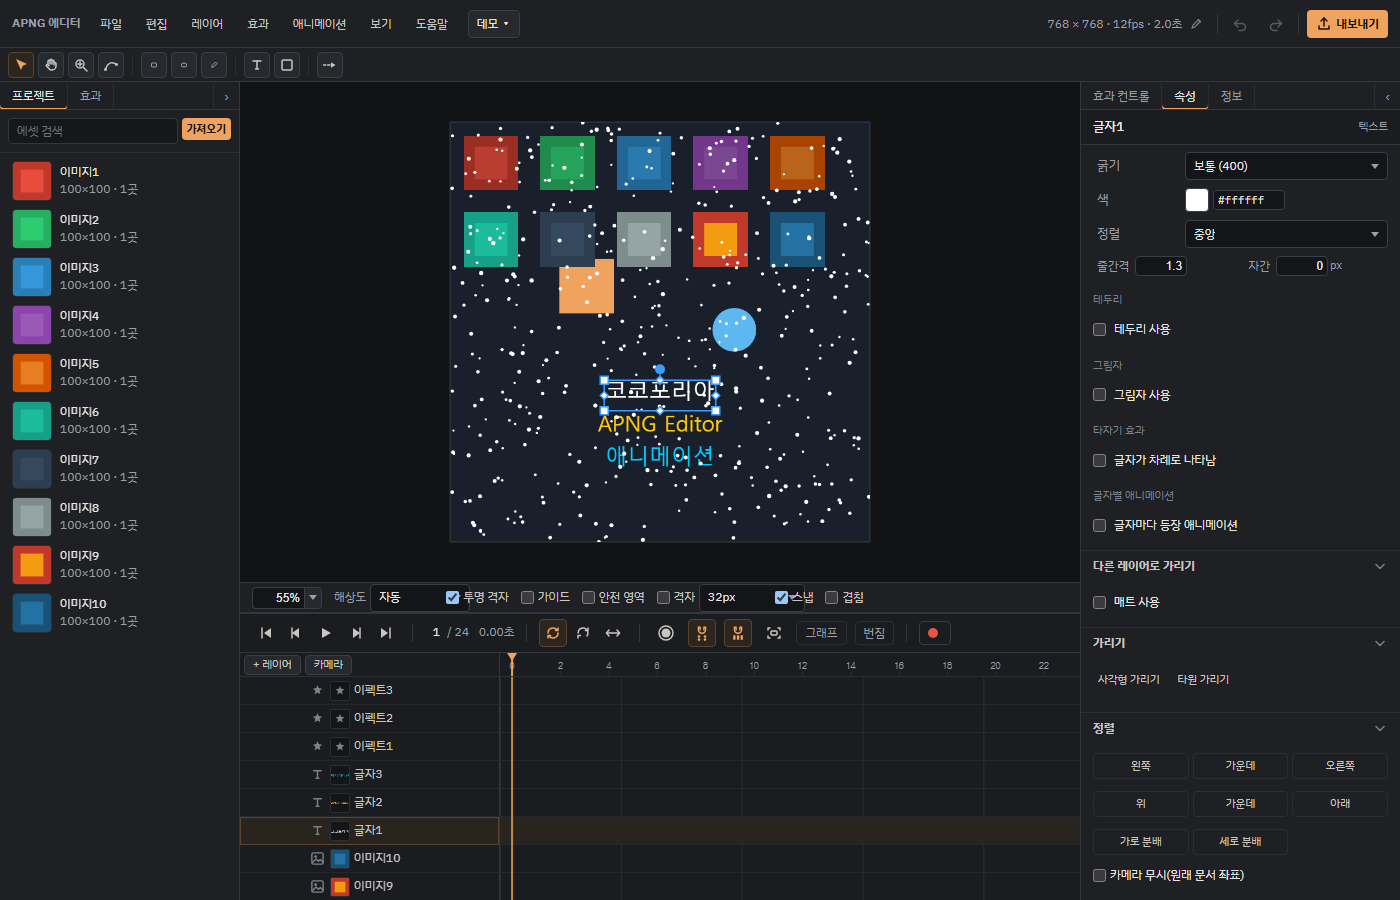 APNG 에디터 파일 편집 레이어 효과 애니메이션 보기 도움말 데모 768 × 768 · 12fps · 2.0초 내보내기
T
프로젝트 효과
에셋 검색 가져오기
이미지1
100×100 · 1곳
이미지2
100×100 · 1곳
이미지3
100×100 · 1곳
이미지4
100×100 · 1곳
이미지5
100×100 · 1곳
이미지6
100×100 · 1곳
이미지7
100×100 · 1곳
이미지8
100×100 · 1곳
이미지9
100×100 · 1곳
이미지10
100×100 · 1곳
코코포리아
APNG Editor
애니메이션
55% 해상도 자동 투명 격자 가이드 안전 영역 격자 32px 스냅 겹침
1 / 24 0.00초 그래프 번짐
+ 레이어 카메라 0 2 4 6 8 10 12 14 16 18 20 22
이펙트3
이펙트2
이펙트1
T 글자3
T 글자2
T 글자1
이미지10
이미지9
효과 컨트롤 속성 정보
글자1 텍스트
굵기 보통 (400)
색 #ffffff
정렬 중앙
줄간격 1.3 자간 0 px
테두리
테두리 사용
그림자
그림자 사용
타자기 효과
글자가 차례로 나타남
글자별 애니메이션
글자마다 등장 애니메이션
다른 레이어로 가리기
매트 사용
가리기
사각형 가리기 타원 가리기
정렬
왼쪽 가운데 오른쪽
위 가운데 아래
가로 분배 세로 분배
카메라 무시(원래 문서 좌표)